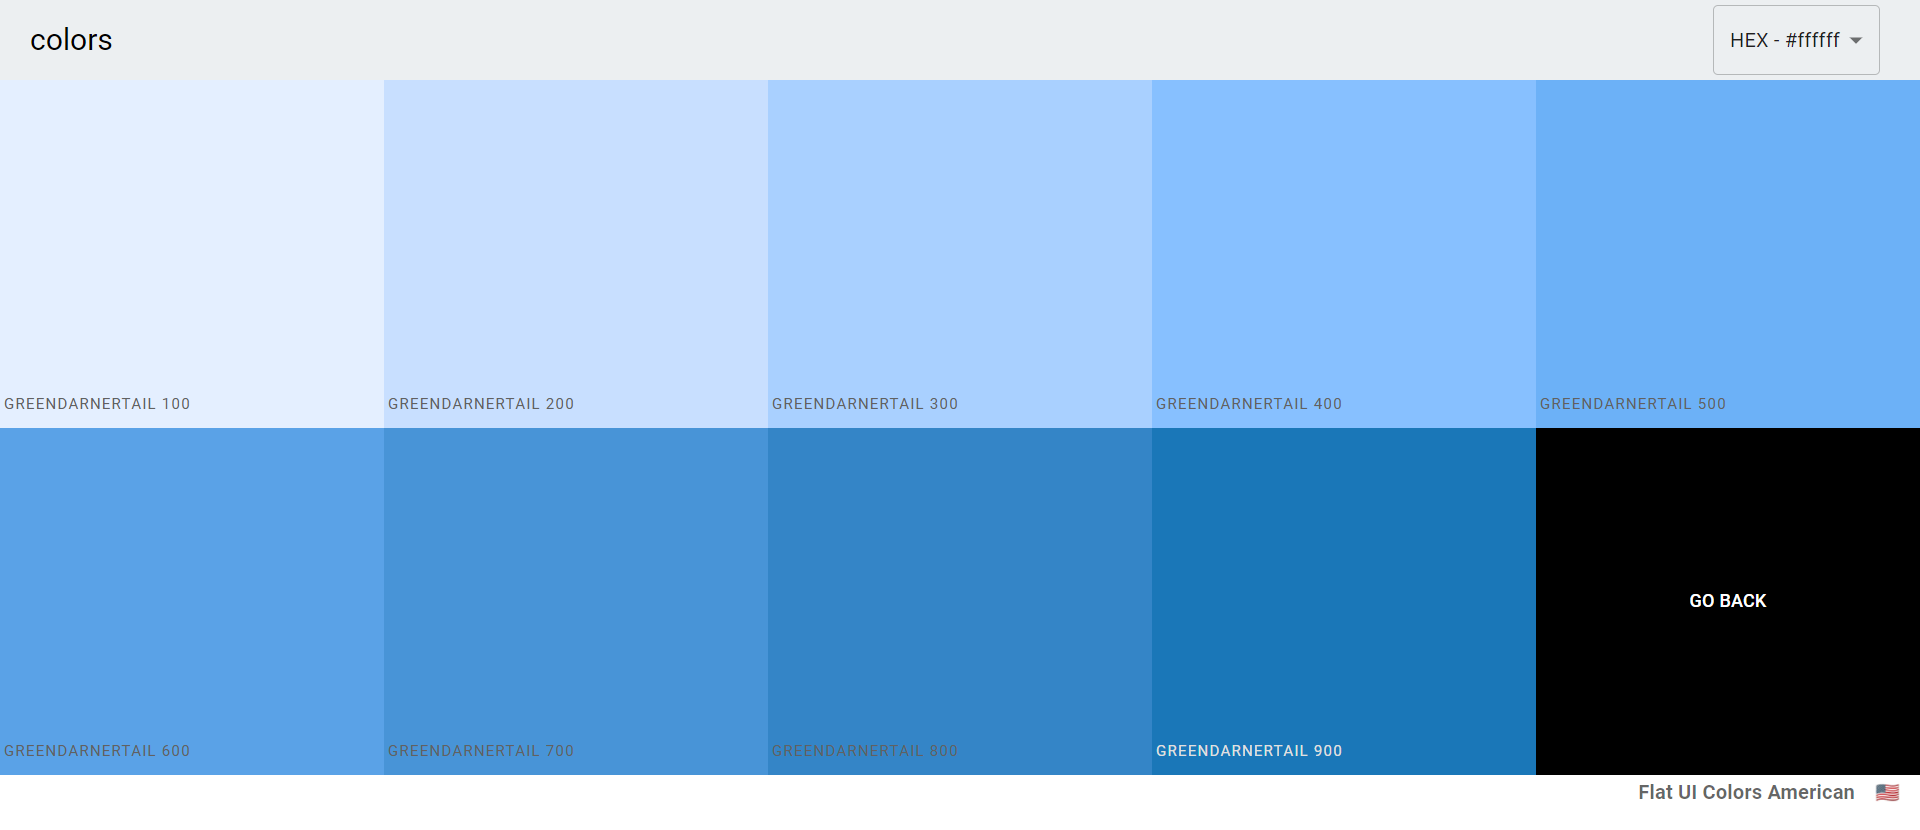 colors
HEX - #ffffff
GREENDARNERTAIL 100
GREENDARNERTAIL 200
GREENDARNERTAIL 300
GREENDARNERTAIL 400
GREENDARNERTAIL 500
GREENDARNERTAIL 600
GREENDARNERTAIL 700
GREENDARNERTAIL 800
GREENDARNERTAIL 900
GO BACK
Flat UI Colors American